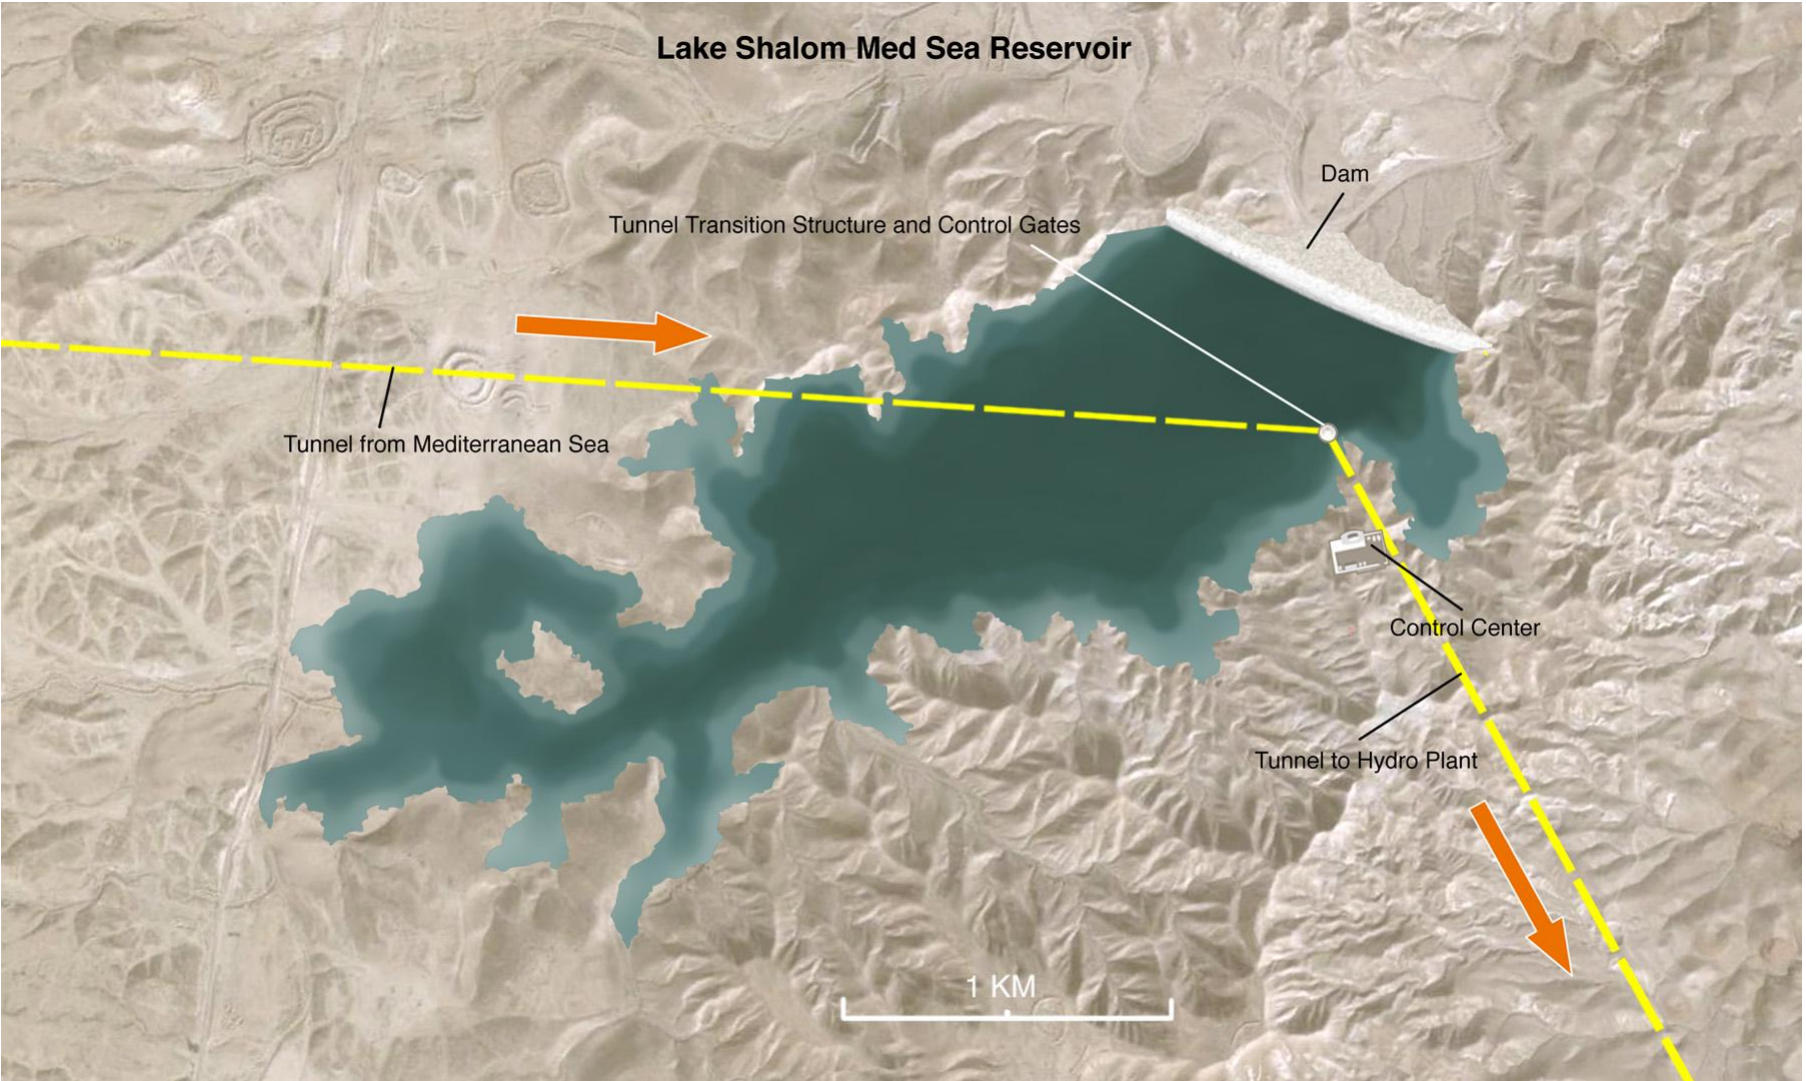 Lake Shalom Med Sea Reservoir
Dam
Tunnel Transition Structure and Control Gates
Tunnel from Mediterranean Sea
Control Center
Tunnel to Hydro Plant
1 KM